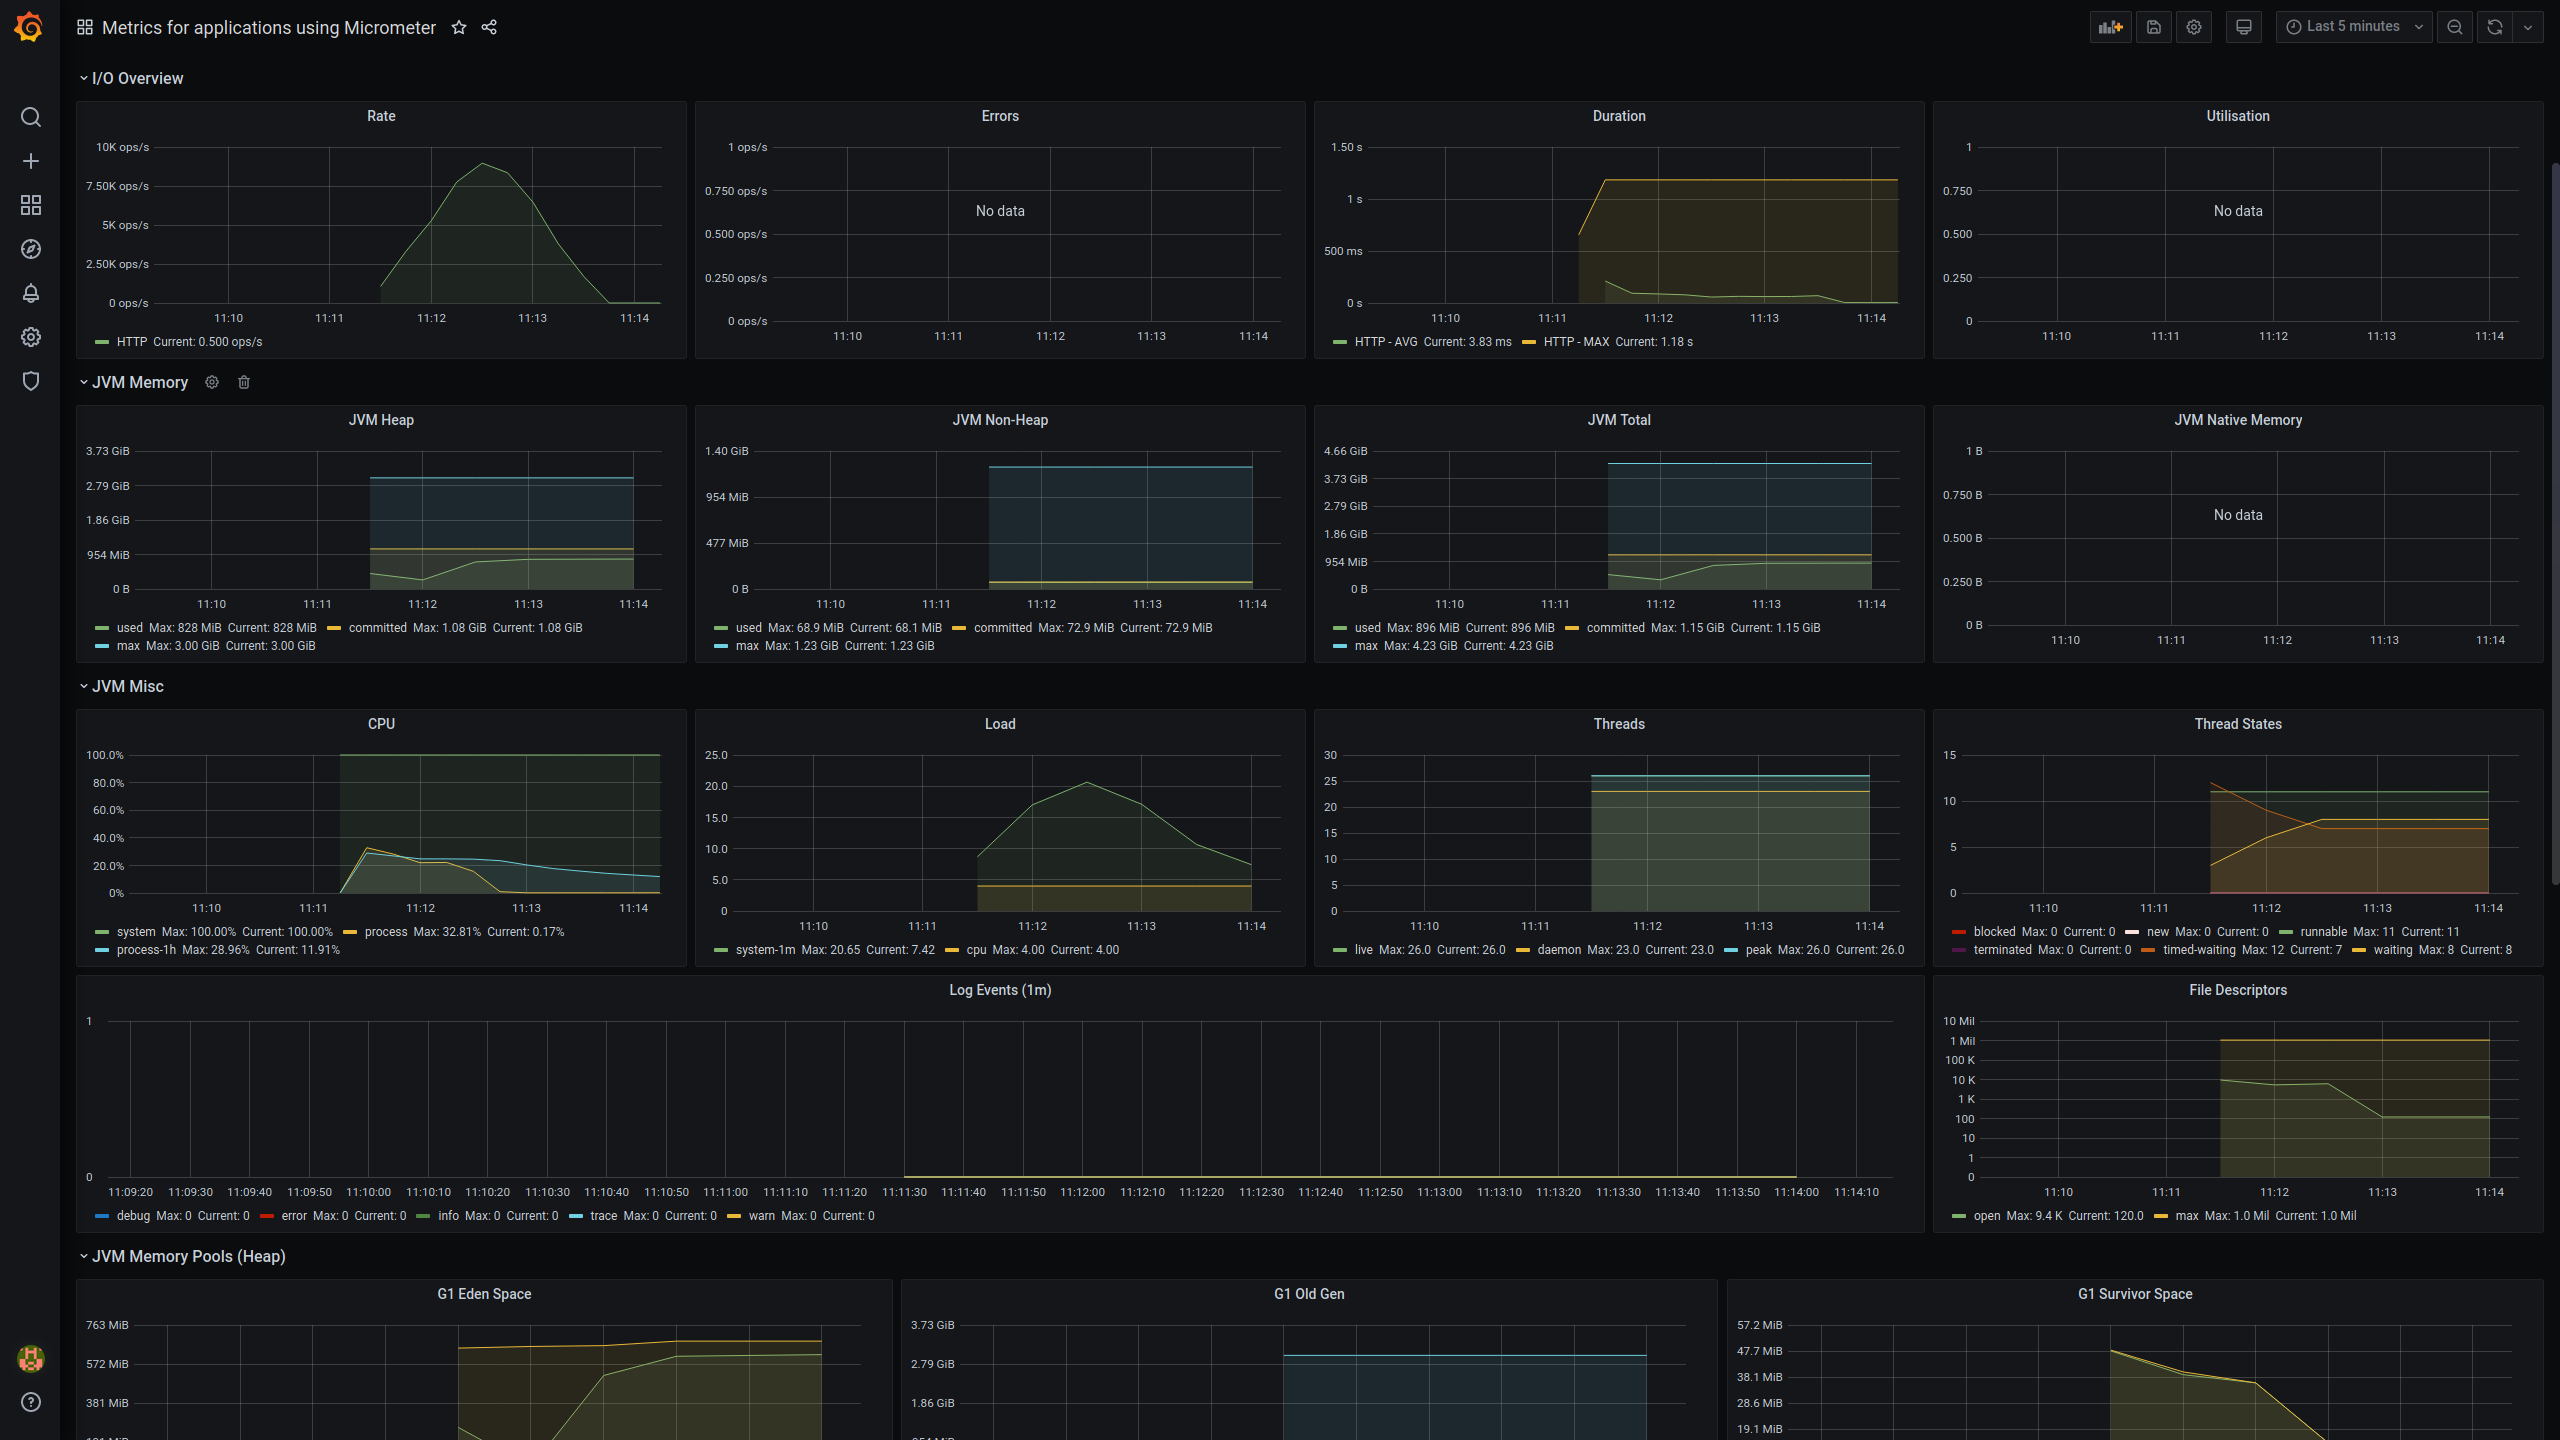 Metrics for applications using Micrometer
Last 5 minutes
I/O Overview
Rate
10K ops/s
7.50K ops/s
5K ops/s
2.50K ops/s
0 ops/s
11:10 11:11 11:12 11:13 11:14
HTTP Current: 0.500 ops/s
Errors
1 ops/s
0.750 ops/s
0.500 ops/s
0.250 ops/s
0 ops/s
No data
11:10 11:11 11:12 11:13 11:14
Duration
1.50 s
1 s
500 ms
0 s
11:10 11:11 11:12 11:13 11:14
HTTP - AVG Current: 3.83 ms HTTP - MAX Current: 1.18 s
Utilisation
1
0.750
0.500
0.250
0
No data
11:10 11:11 11:12 11:13 11:14
JVM Memory
JVM Heap
3.73 GiB
2.79 GiB
1.86 GiB
954 MiB
0 B
11:10 11:11 11:12 11:13 11:14
used Max: 828 MiB Current: 828 MiB committed Max: 1.08 GiB Current: 1.08 GiB
max Max: 3.00 GiB Current: 3.00 GiB
JVM Non-Heap
1.40 GiB
954 MiB
477 MiB
0 B
11:10 11:11 11:12 11:13 11:14
used Max: 68.9 MiB Current: 68.1 MiB committed Max: 72.9 MiB Current: 72.9 MiB
max Max: 1.23 GiB Current: 1.23 GiB
JVM Total
4.66 GiB
3.73 GiB
2.79 GiB
1.86 GiB
954 MiB
0 B
11:10 11:11 11:12 11:13 11:14
used Max: 896 MiB Current: 896 MiB committed Max: 1.15 GiB Current: 1.15 GiB
max Max: 4.23 GiB Current: 4.23 GiB
JVM Native Memory
1 B
0.750 B
0.500 B
0.250 B
0 B
No data
11:10 11:11 11:12 11:13 11:14
JVM Misc
CPU
100.0%
80.0%
60.0%
40.0%
20.0%
0%
11:10 11:11 11:12 11:13 11:14
system Max: 100.00% Current: 100.00% process Max: 32.81% Current: 0.17%
process-1h Max: 28.96% Current: 11.91%
Load
25.0
20.0
15.0
10.0
5.0
0
11:10 11:11 11:12 11:13 11:14
system-1m Max: 20.65 Current: 7.42 cpu Max: 4.00 Current: 4.00
Threads
30
25
20
15
10
5
0
11:10 11:11 11:12 11:13 11:14
live Max: 26.0 Current: 26.0 daemon Max: 23.0 Current: 23.0 peak Max: 26.0 Current: 26.0
Thread States
15
10
5
0
11:10 11:11 11:12 11:13 11:14
blocked Max: 0 Current: 0 new Max: 0 Current: 0 runnable Max: 11 Current: 11
terminated Max: 0 Current: 0 timed-waiting Max: 12 Current: 7 waiting Max: 8 Current: 8
Log Events (1m)
1
0
11:09:20 11:09:30 11:09:40 11:09:50 11:10:00 11:10:10 11:10:20 11:10:30 11:10:40 11:10:50 11:11:00 11:11:10 11:11:20 11:11:30 11:11:40 11:11:50 11:12:00 11:12:10 11:12:20 11:12:30 11:12:40 11:12:50 11:13:00 11:13:10 11:13:20 11:13:30 11:13:40 11:13:50 11:14:00 11:14:10
debug Max: 0 Current: 0 error Max: 0 Current: 0 info Max: 0 Current: 0 trace Max: 0 Current: 0 warn Max: 0 Current: 0
File Descriptors
10 Mil
1 Mil
100 K
10 K
1 K
100
10
1
0
11:10 11:11 11:12 11:13 11:14
open Max: 9.4 K Current: 120.0 max Max: 1.0 Mil Current: 1.0 Mil
JVM Memory Pools (Heap)
G1 Eden Space
763 MiB
572 MiB
381 MiB
G1 Old Gen
3.73 GiB
2.79 GiB
1.86 GiB
G1 Survivor Space
57.2 MiB
47.7 MiB
38.1 MiB
28.6 MiB
19.1 MiB